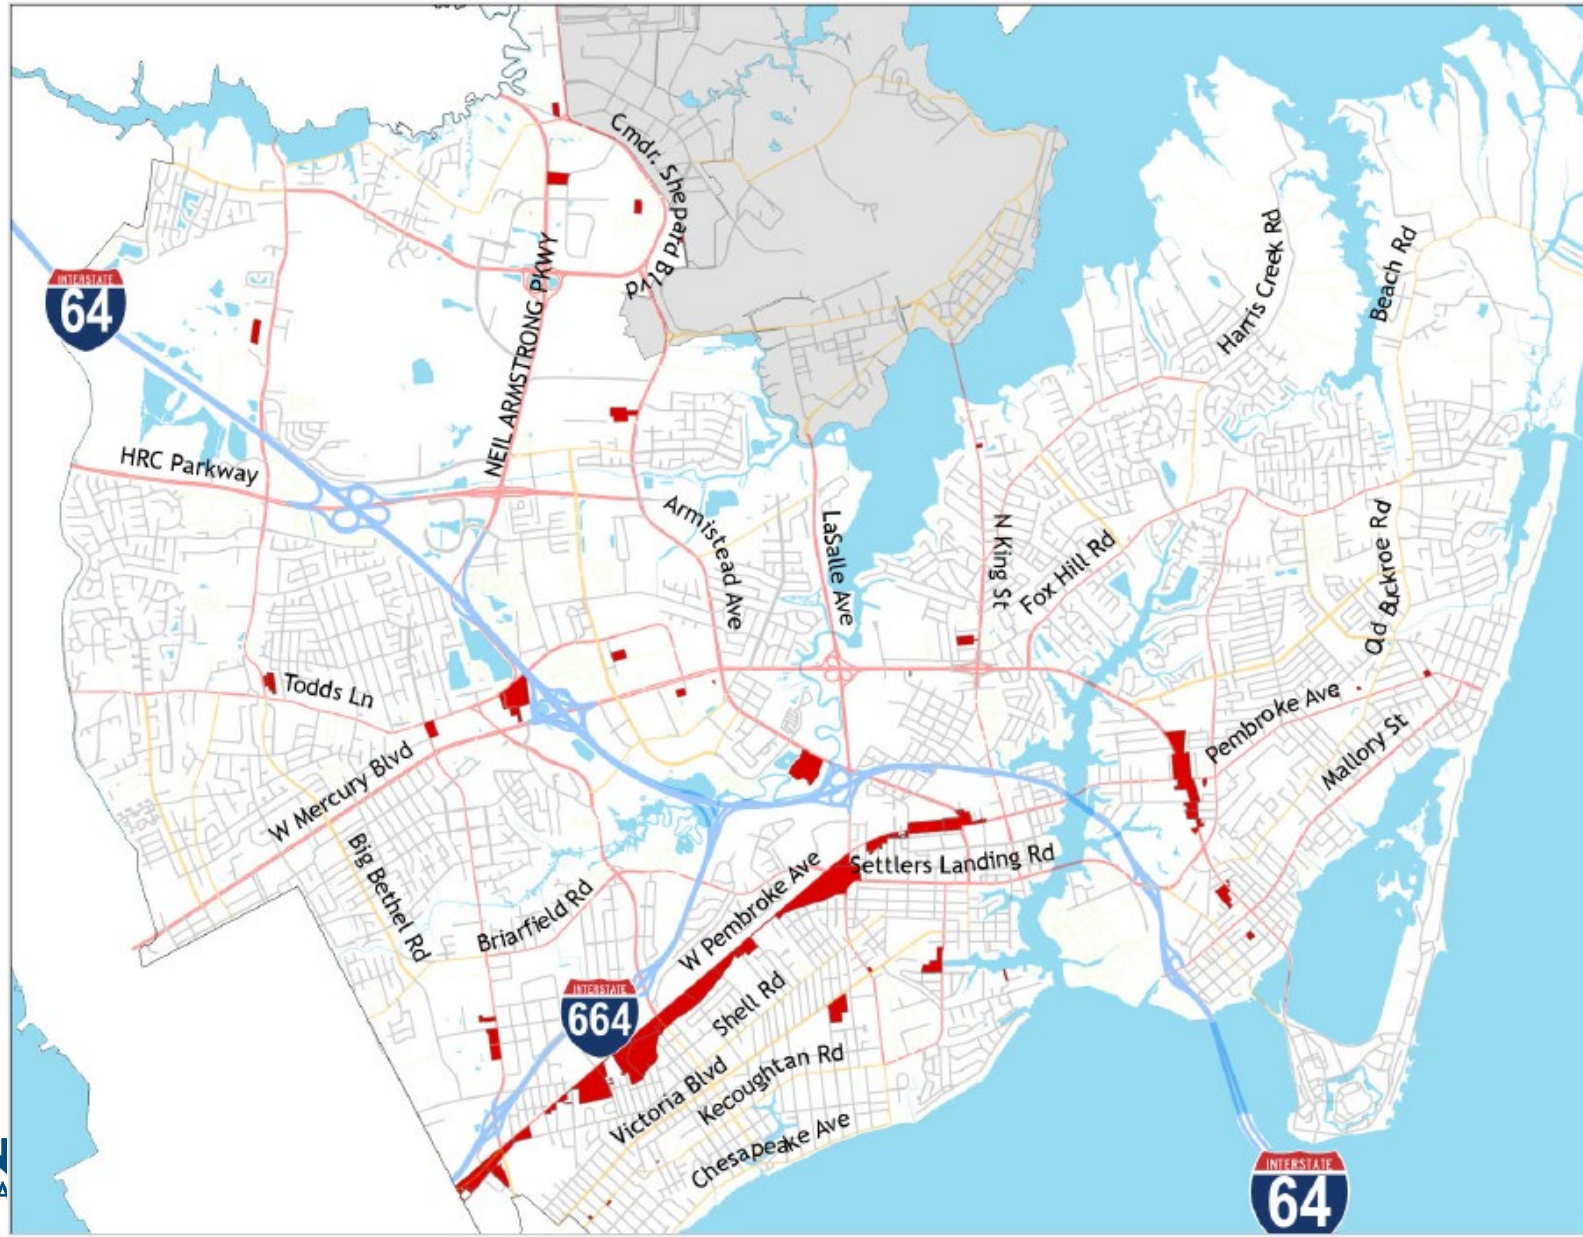 Cmdr. Shepard Blvd
INTERSTATE
64
NEIL ARMSTRONG PKWY
Harris Creek Rd
Beach Rd
HRC Parkway
Armistead Ave
LaSalle Ave
N King St
Fox Hill Rd
Old Buckroe Rd
Todds Ln
W Mercury Blvd
Pembroke Ave
Mallory St
Big Bethel Rd
Briarfield Rd
W Pembroke Ave
Settlers Landing Rd
INTERSTATE
664
Shell Rd
Victoria Blvd
Kecoughtan Rd
Chesapeake Ave
N
A
INTERSTATE
64